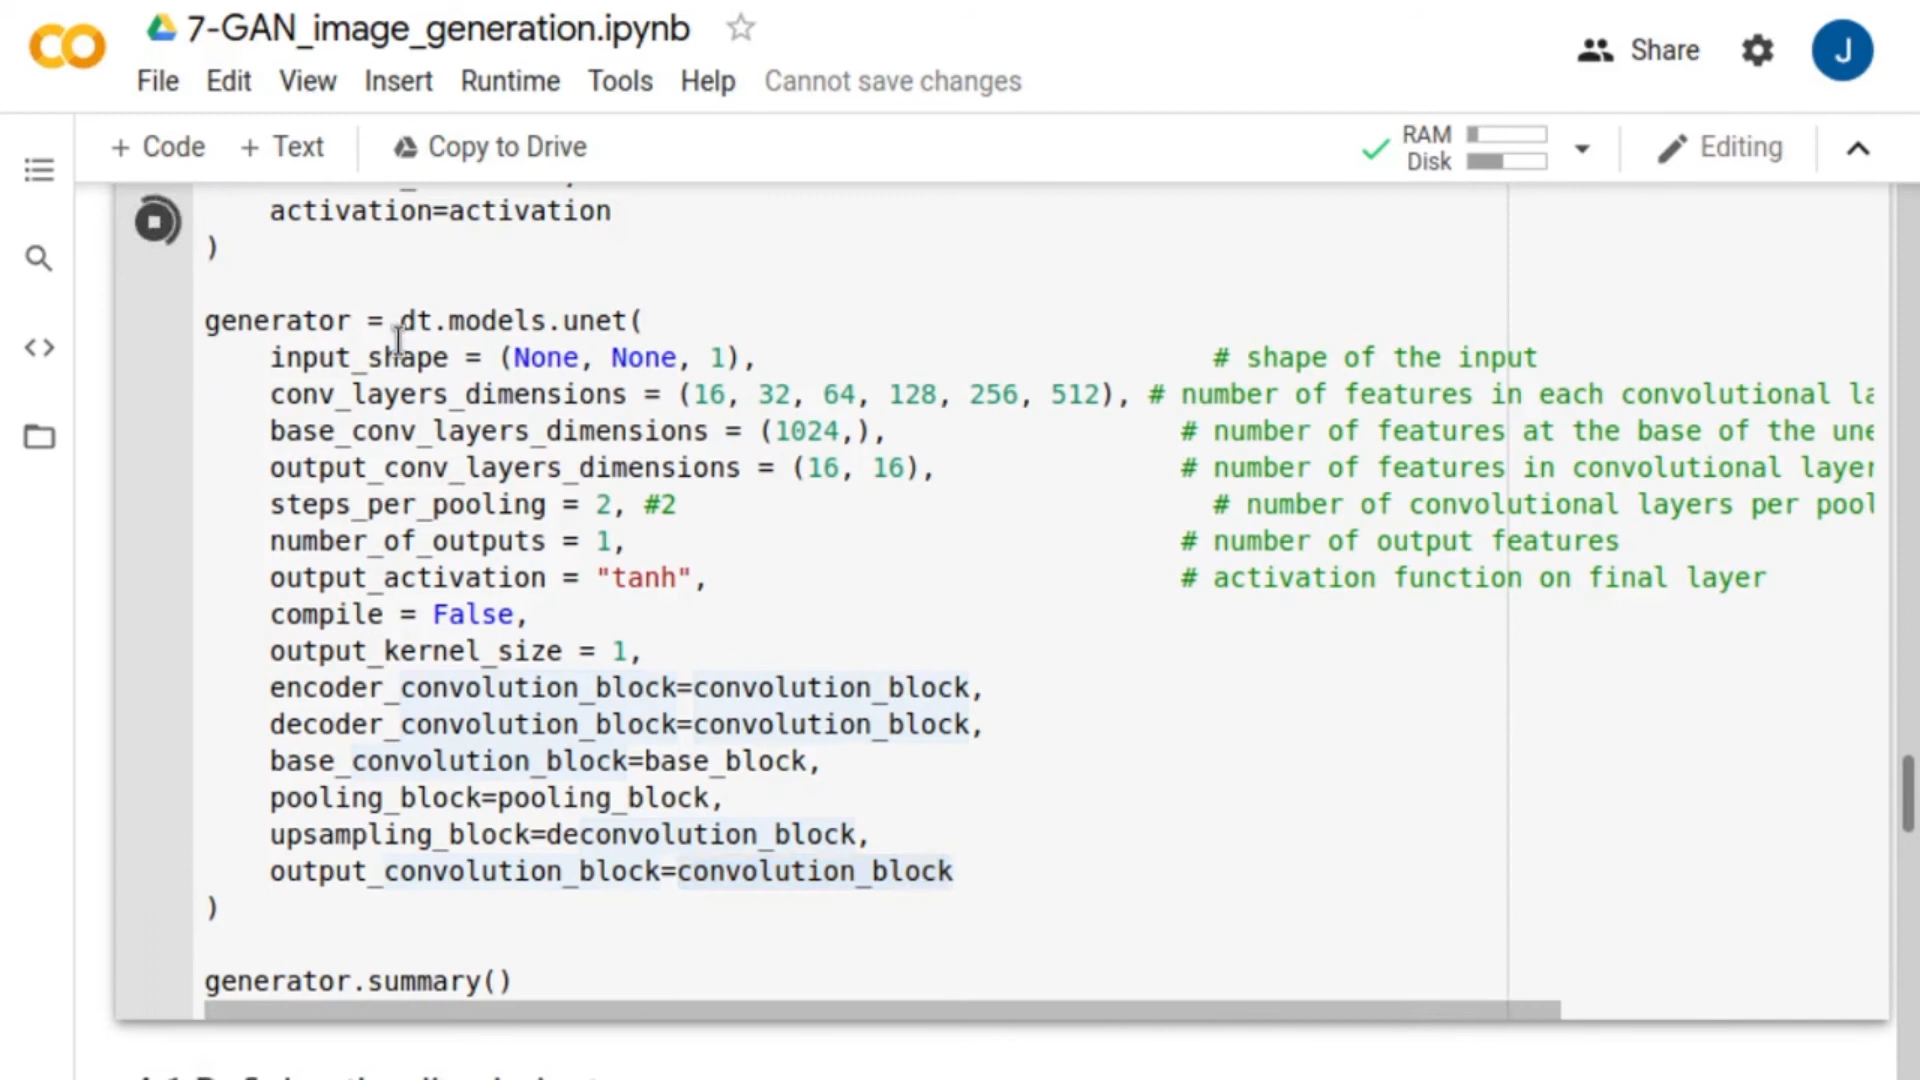 7-GAN_image_generation.ipynb
File Edit View Insert Runtime Tools Help Cannot save changes
Share
J
+ Code + Text Copy to Drive
RAM
Disk
Editing
activation=activation
)
generator = dt.models.unet(
input_shape = (None, None, 1), # shape of the input
conv_layers_dimensions = (16, 32, 64, 128, 256, 512), # number of features in each convolutional la
base_conv_layers_dimensions = (1024,), # number of features at the base of the une
output_conv_layers_dimensions = (16, 16), # number of features in convolutional layer
steps_per_pooling = 2, #2 # number of convolutional layers per pool
number_of_outputs = 1, # number of output features
output_activation = "tanh", # activation function on final layer
compile = False,
output_kernel_size = 1,
encoder_convolution_block=convolution_block,
decoder_convolution_block=convolution_block,
base_convolution_block=base_block,
pooling_block=pooling_block,
upsampling_block=deconvolution_block,
output_convolution_block=convolution_block
)
generator.summary()